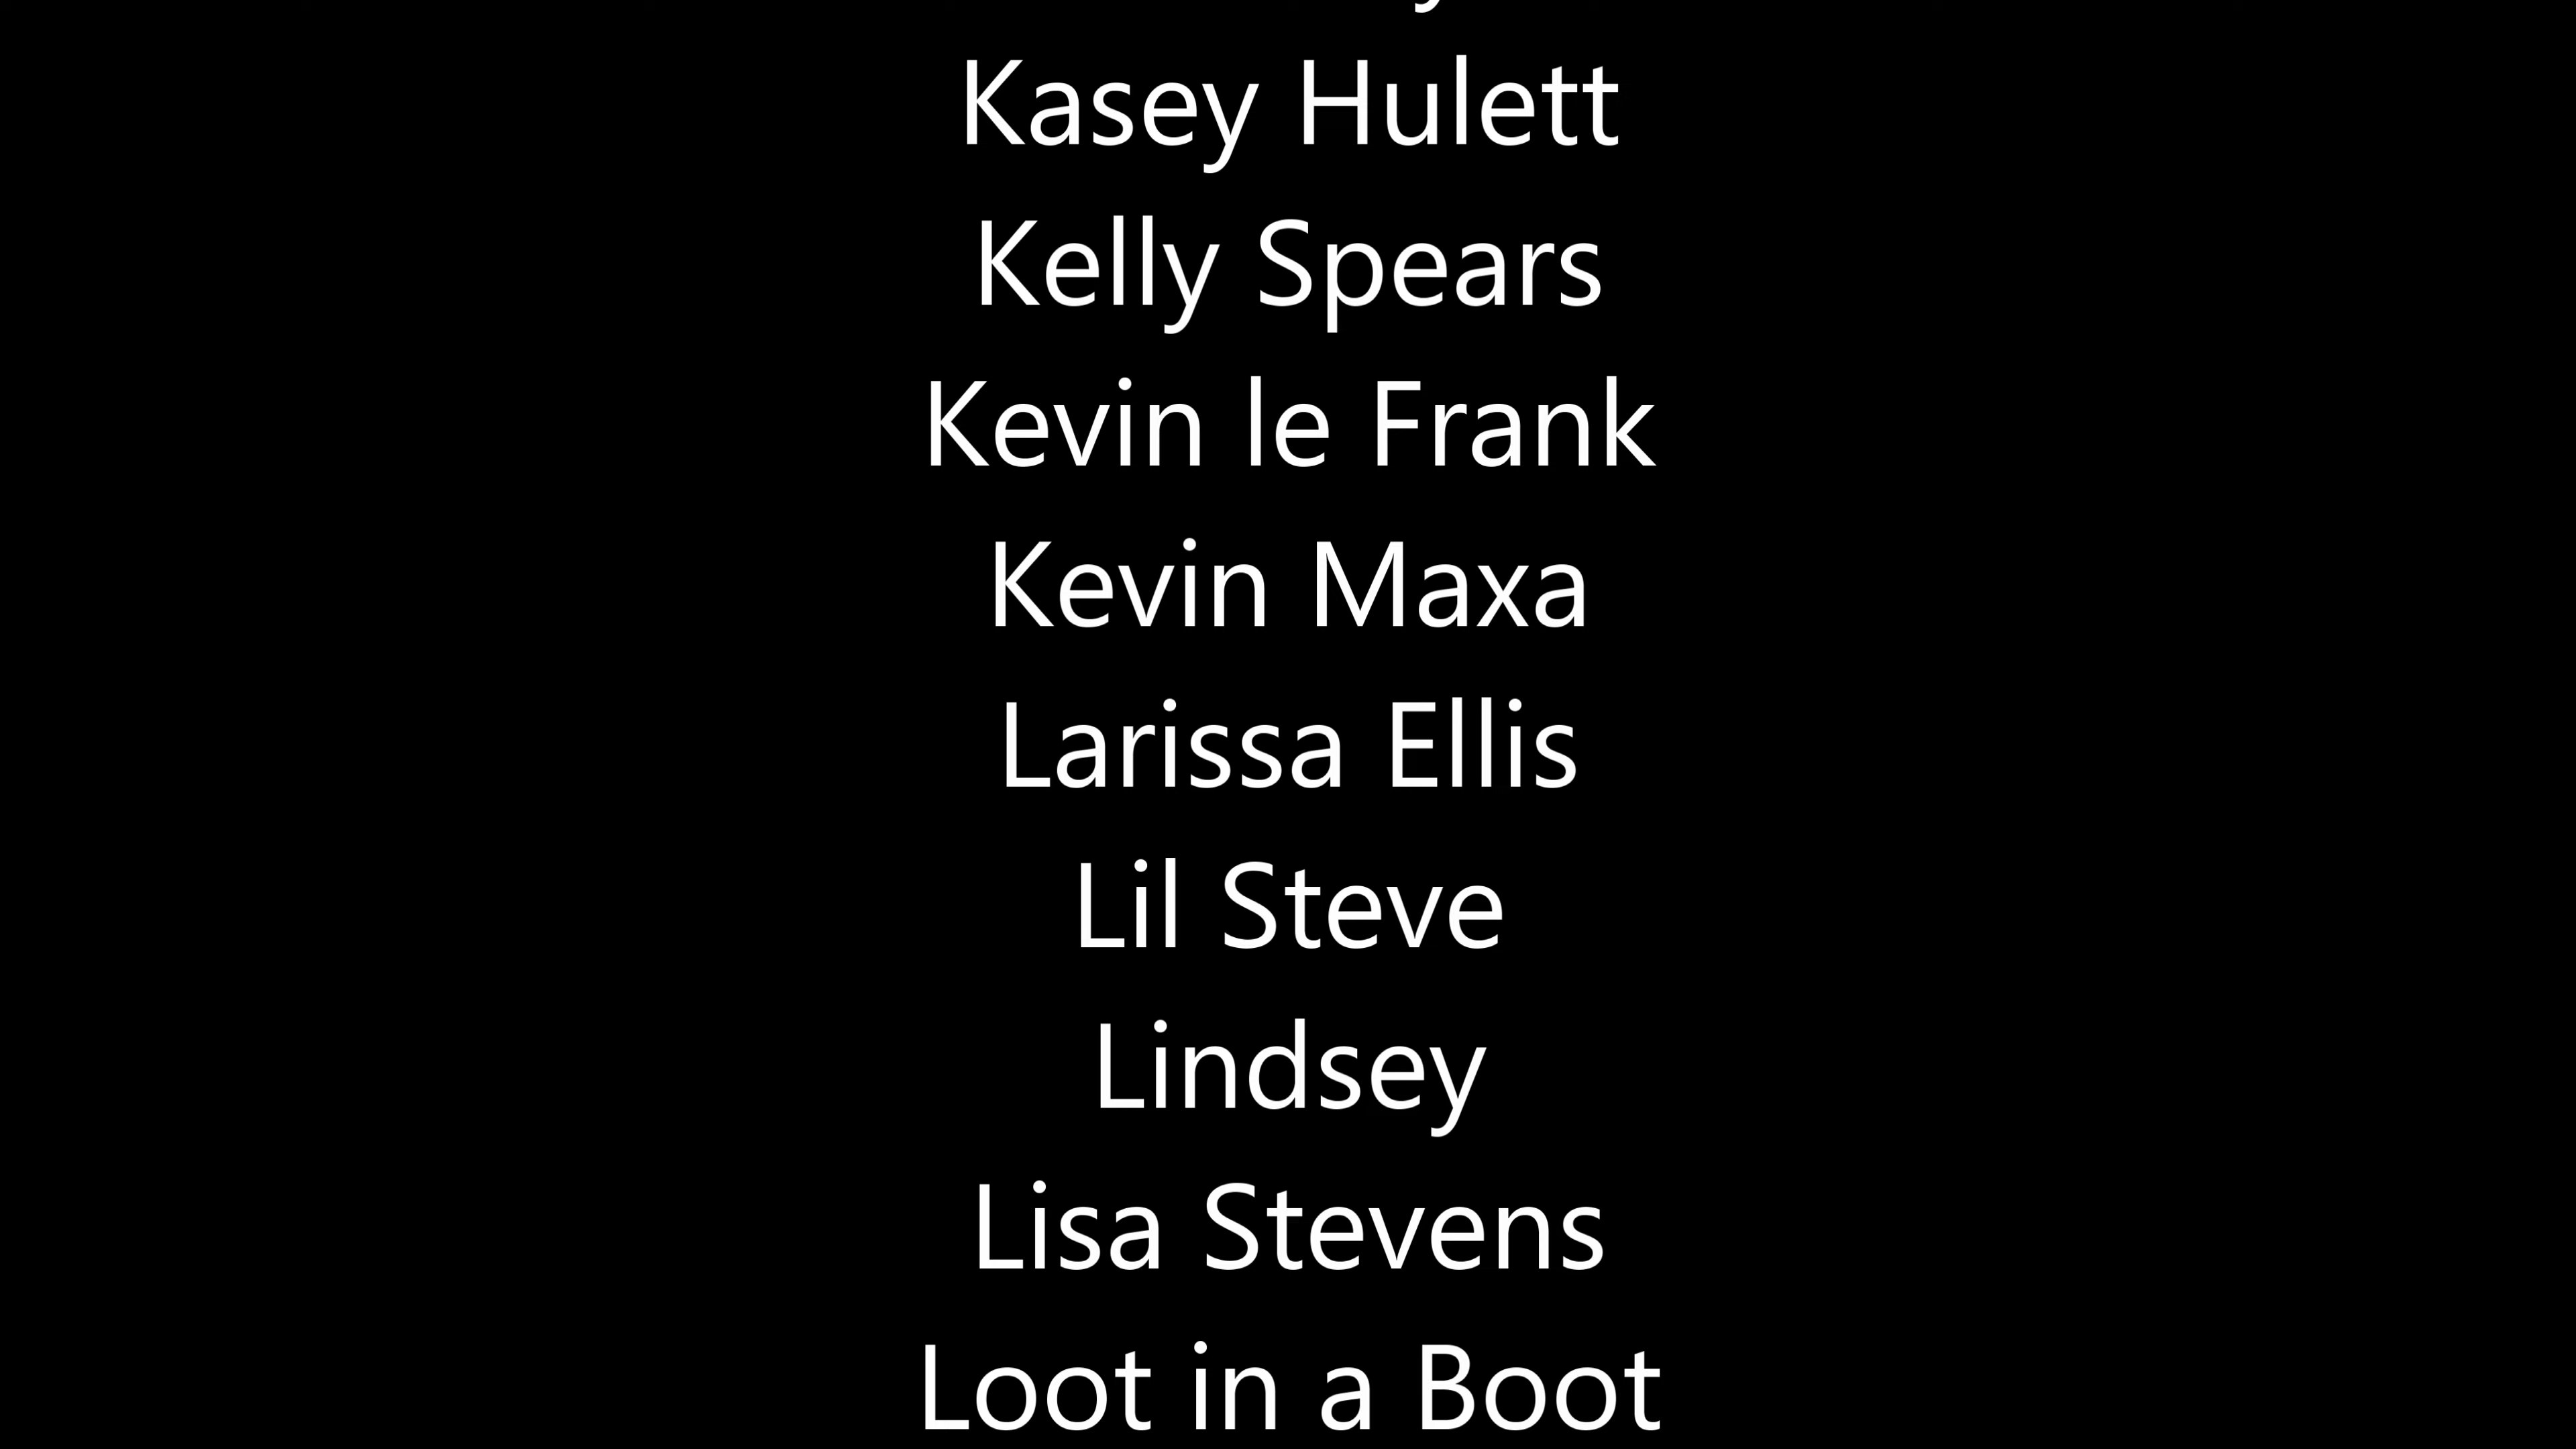 Kasey Hulett
Kelly Spears
Kevin le Frank
Kevin Maxa
Larissa Ellis
Lil Steve
Lindsey
Lisa Stevens
Loot in a Boot